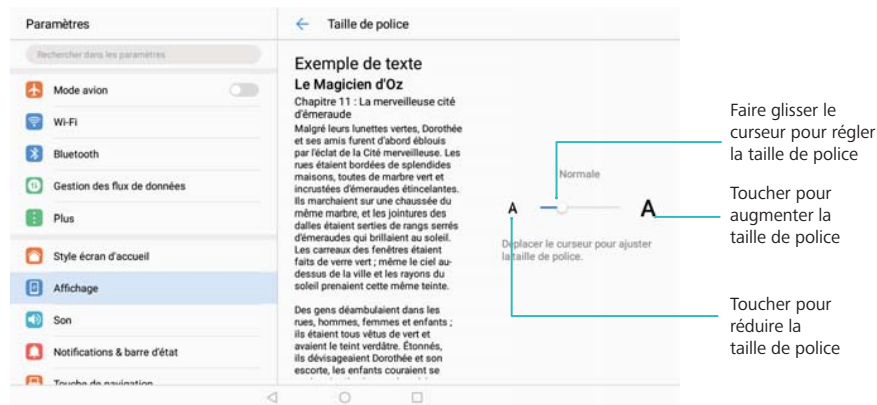 Paramètres
Rechercher dans les paramètres
Mode avion
Wi-Fi
Bluetooth
Gestion des flux de données
Plus
Style écran d'accueil
Affichage
Son
Notifications & barre d'état
Touche de navigation
Taille de police
Exemple de texte
Le Magicien d'Oz
Chapitre 11 : La merveilleuse cité
d'émeraude
Malgré leurs lunettes vertes, Dorothée
et ses amis furent d'abord éblouis
par l'éclat de la Cité merveilleuse. Les
rues étaient bordées de splendides
maisons, toutes de marbre vert et
incrustées d'émeraudes étincelantes.
Ils marchaient sur une chaussée du
même marbre, et les jointures des
dalles étaient serties de rangs serrés
d'émeraudes qui brillaient au soleil.
Les carreaux des fenêtres étaient
faits de verre vert ; même le ciel au-
dessus de la ville et les rayons du
soleil prenaient cette même teinte.
Des gens déambulaient dans les
rues, hommes, femmes et enfants ;
ils étaient tous vêtus de vert et
avaient le teint verdâtre. Étonnés,
ils dévisageaient Dorothée et son
escorte, les enfants couraient se
Normale
A
A
Déplacer le curseur pour ajuster
la taille de police.
Faire glisser le
curseur pour régler
la taille de police
Toucher pour
augmenter la
taille de police
Toucher pour
réduire la
taille de police